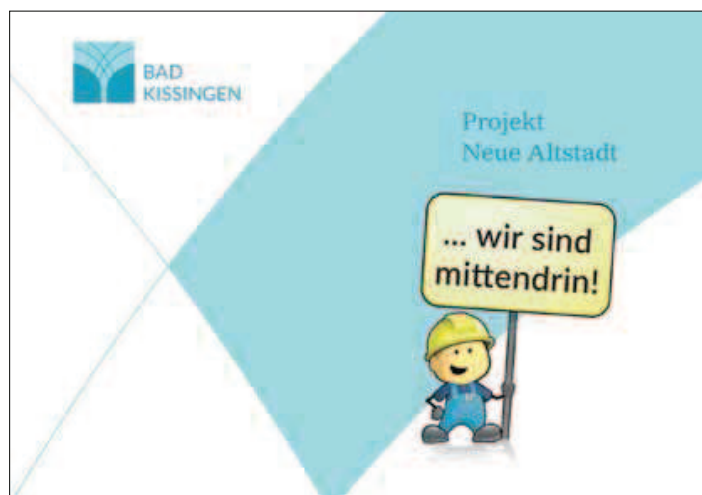 BAD
KISSINGEN
Projekt
Neue Altstadt
... wir sind
mittendrin!